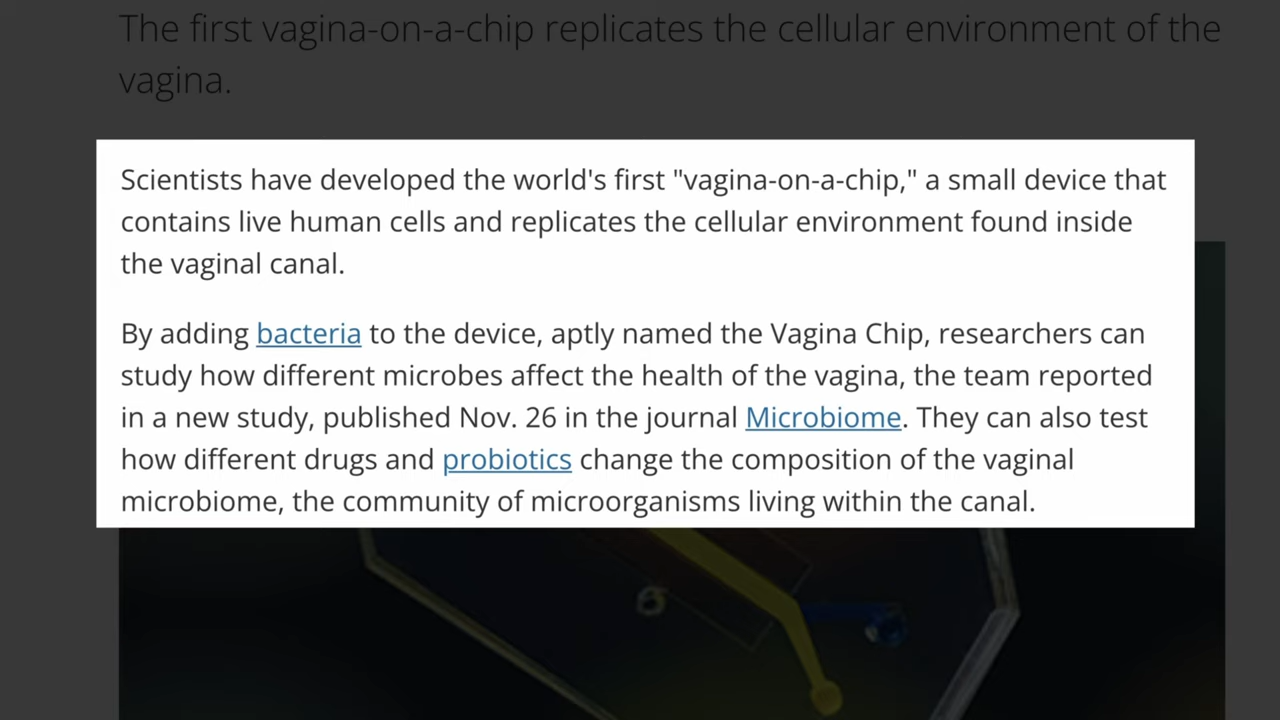 The first vagina-on-a-chip replicates the cellular environment of the
vagina.
Scientists have developed the world's first "vagina-on-a-chip," a small device that
contains live human cells and replicates the cellular environment found inside
the vaginal canal.
By adding bacteria to the device, aptly named the Vagina Chip, researchers can
study how different microbes affect the health of the vagina, the team reported
in a new study, published Nov. 26 in the journal Microbiome. They can also test
how different drugs and probiotics change the composition of the vaginal
microbiome, the community of microorganisms living within the canal.